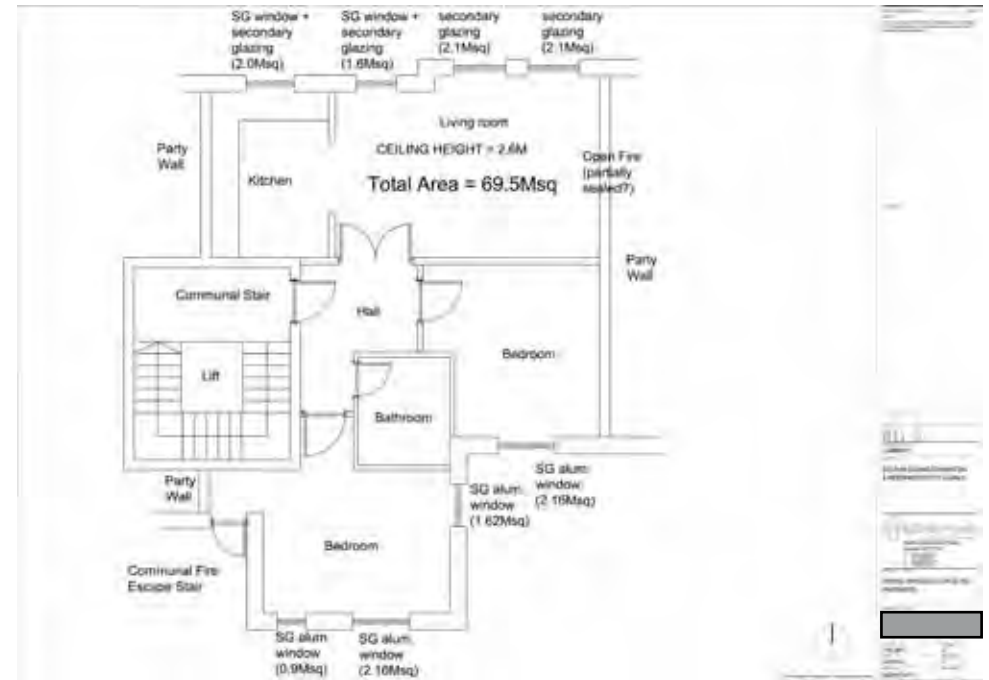 SG window +
secondary
glazing
(2.0Msq)
SG window +
secondary
glazing
(1.6Msq)
secondary
glazing
(2.1Msq)
secondary
glazing
(2.1Msq)
Living room
CEILING HEIGHT = 2.6M
Total Area = 69.5Msq
Party
Wall
Kitchen
Open Fire
(partially
sealed?)
Party
Wall
Communal Stair
Hall
Bedroom
Lift
Bathroom
Party
Wall
SG alum.
window
(1.62Msq)
SG alum.
window
(2.16Msq)
Bedroom
Communal Fire
Escape Stair
SG alum
window
(0.9Msq)
SG alum.
window
(2.16Msq)